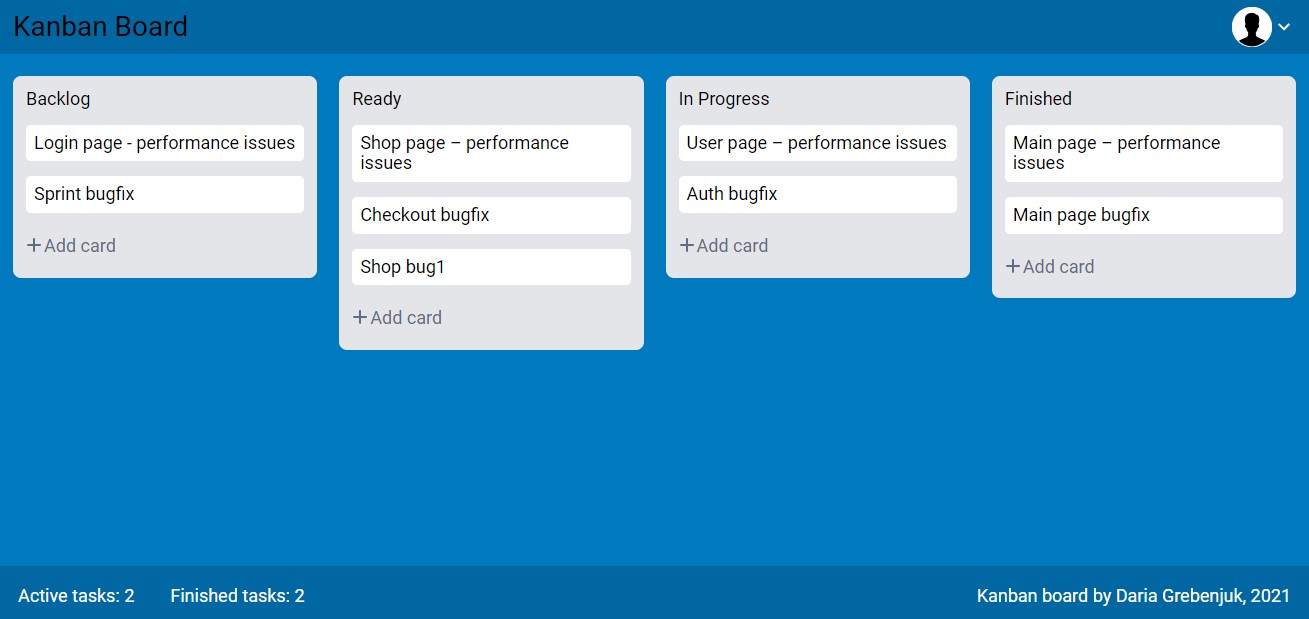 Kanban Board
Backlog
Login page - performance issues
Sprint bugfix
+ Add card
Ready
Shop page – performance
issues
Checkout bugfix
Shop bug1
+ Add card
In Progress
User page – performance issues
Auth bugfix
+ Add card
Finished
Main page – performance
issues
Main page bugfix
+ Add card
Active tasks: 2
Finished tasks: 2
Kanban board by Daria Grebenjuk, 2021